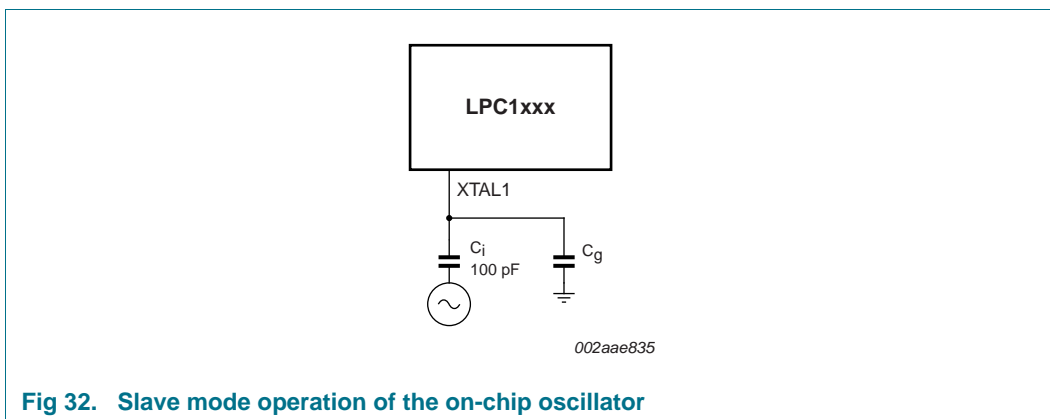 LPC1xxx
XTAL1
Ci
100 pF
Cg
002aae835
Fig 32. Slave mode operation of the on-chip oscillator